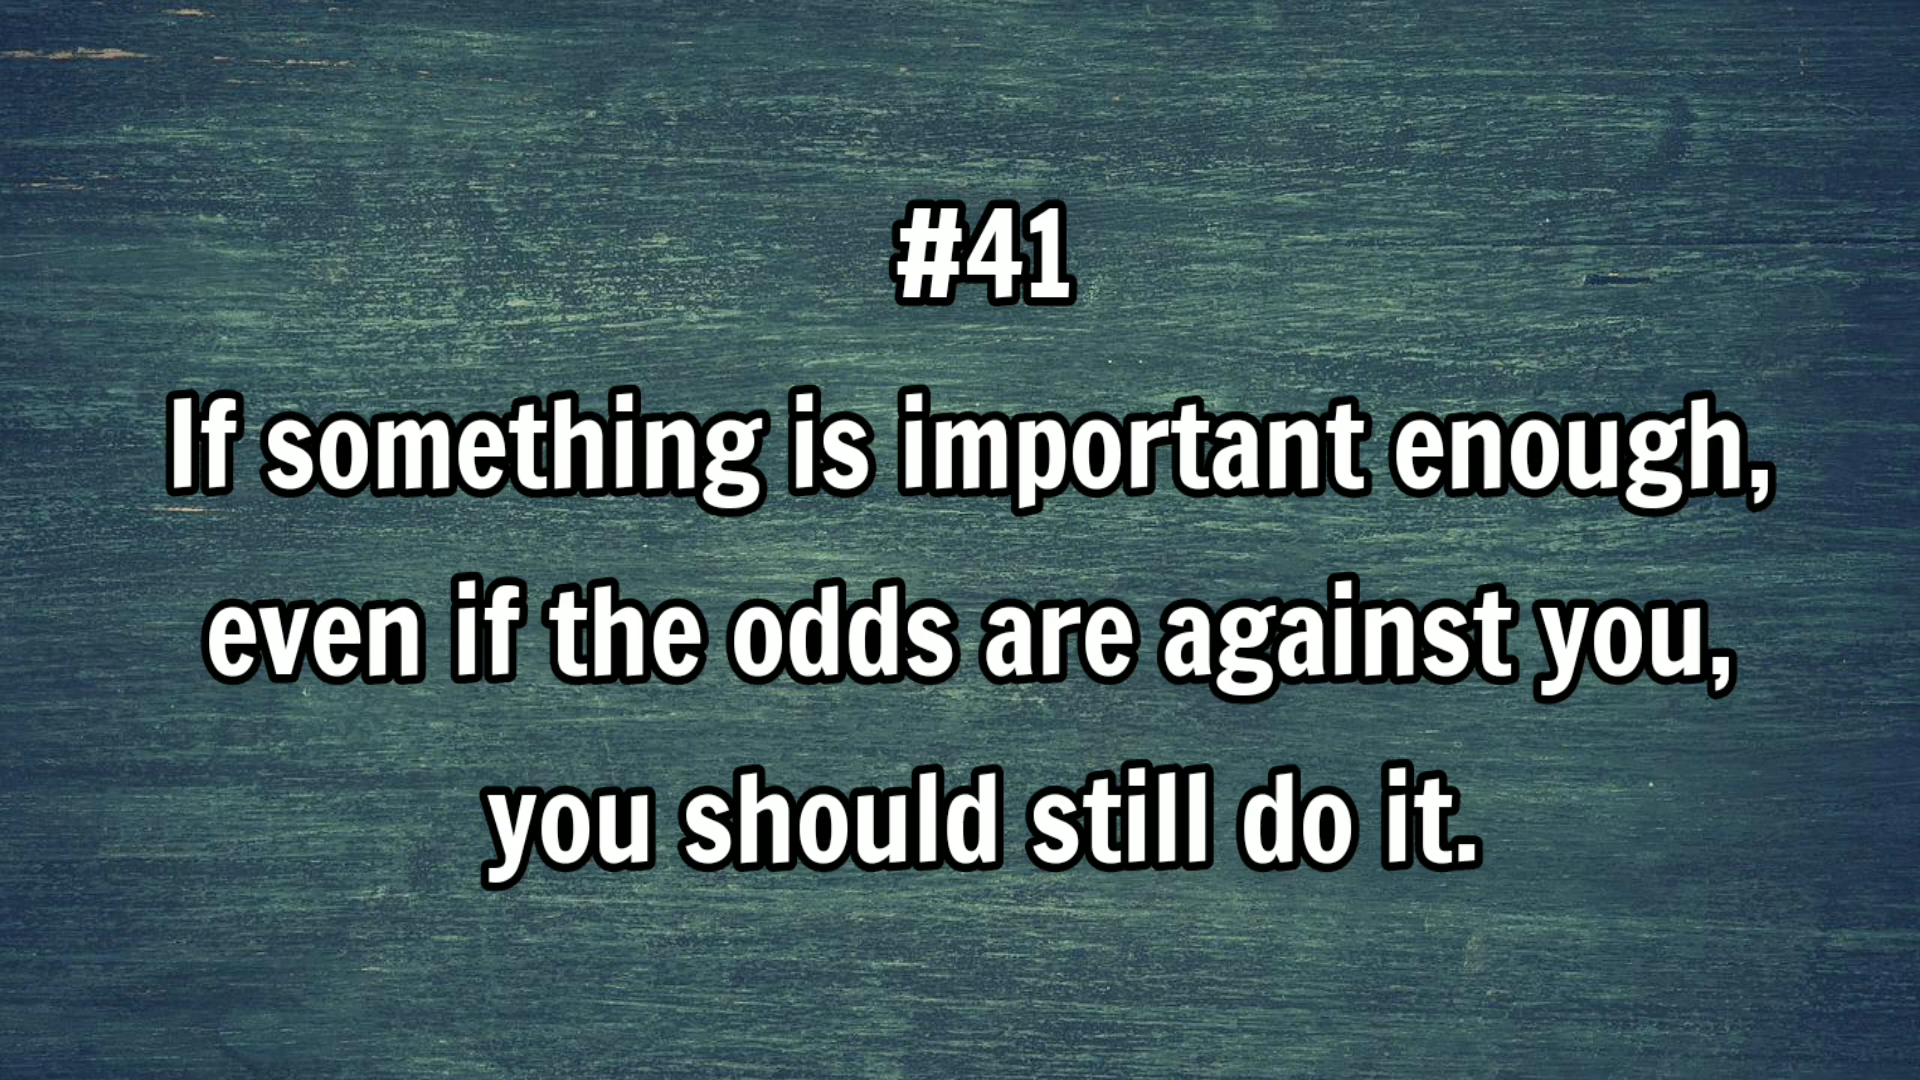 #41
If something is important enough,
even if the odds are against you,
you should still do it.